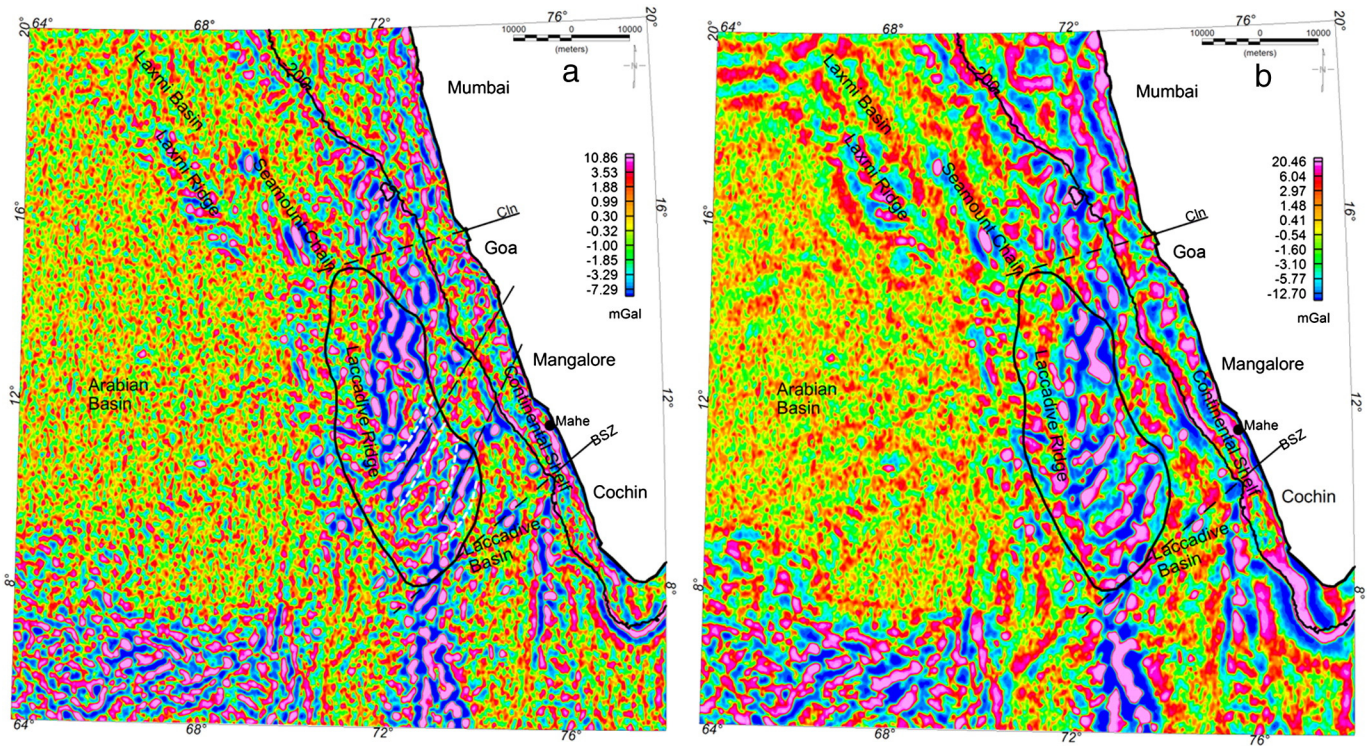 20°
64°
68°
72°
76°
20°
10000 0 10000
(meters)
a
N
Mumbai
Laxmi Basin
200
Laxmi Ridge
Seamount Chain
10.86
3.53
1.88
0.99
0.30
-0.32
-1.00
-1.85
-3.29
-7.29
mGal
16°
16°
Cln
Goa
Laccadive Ridge
Mangalore
Continental Shelf
Arabian
Basin
12°
12°
Mahe
BSZ
Cochin
Laccadive
Basin
8°
8°
64°
68°
72°
76°
20°
64°
68°
72°
76°
20°
10000 0 10000
(meters)
b
N
Mumbai
Laxmi Basin
200
Laxmi Ridge
Seamount Chain
20.46
6.04
2.97
1.48
0.41
-0.54
-1.60
-3.10
-5.77
-12.70
mGal
16°
16°
Cln
Goa
Laccadive Ridge
Mangalore
Continental Shelf
Arabian
Basin
12°
12°
Mahe
BSZ
Cochin
Laccadive
Basin
8°
8°
64°
68°
72°
76°